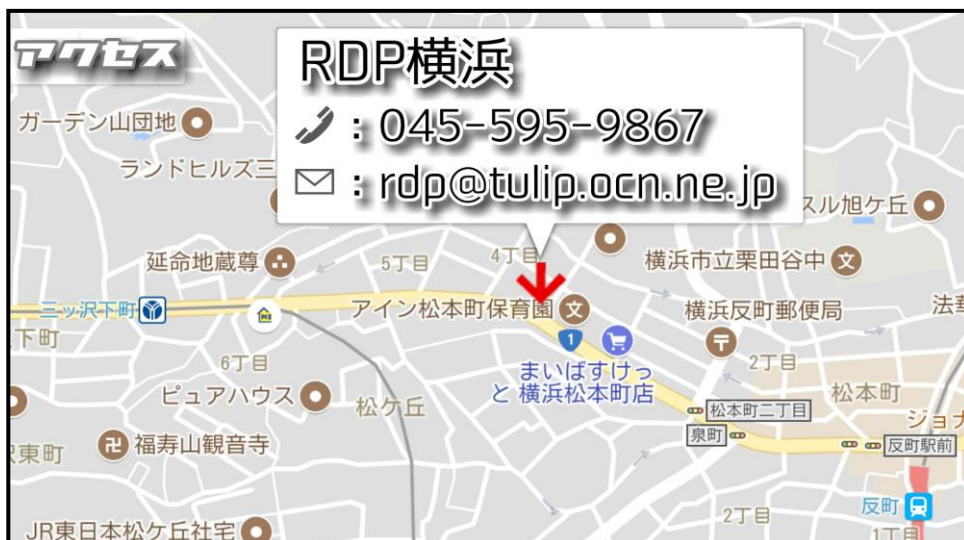 アクセス
RDP横浜
：045-595-9867
：rdp@tulip.ocn.ne.jp
ガーデン山団地
ランドヒルズ三
スル旭ケ丘
延命地蔵尊
5丁目
4丁目
横浜市立栗田谷中
文
三ッ沢下町
アイン松本町保育園
文
横浜反町郵便局
法華
下町
1
〒
6丁目
まいばすけっ
と 横浜松本町店
2丁目
ピュアハウス
松ケ丘
松本町
松本町二丁目
ジョナ
泉町
反町駅前
卍
福寿山観音寺
東町
反町
2丁目
JR東日本松ケ丘社宅
1丁目